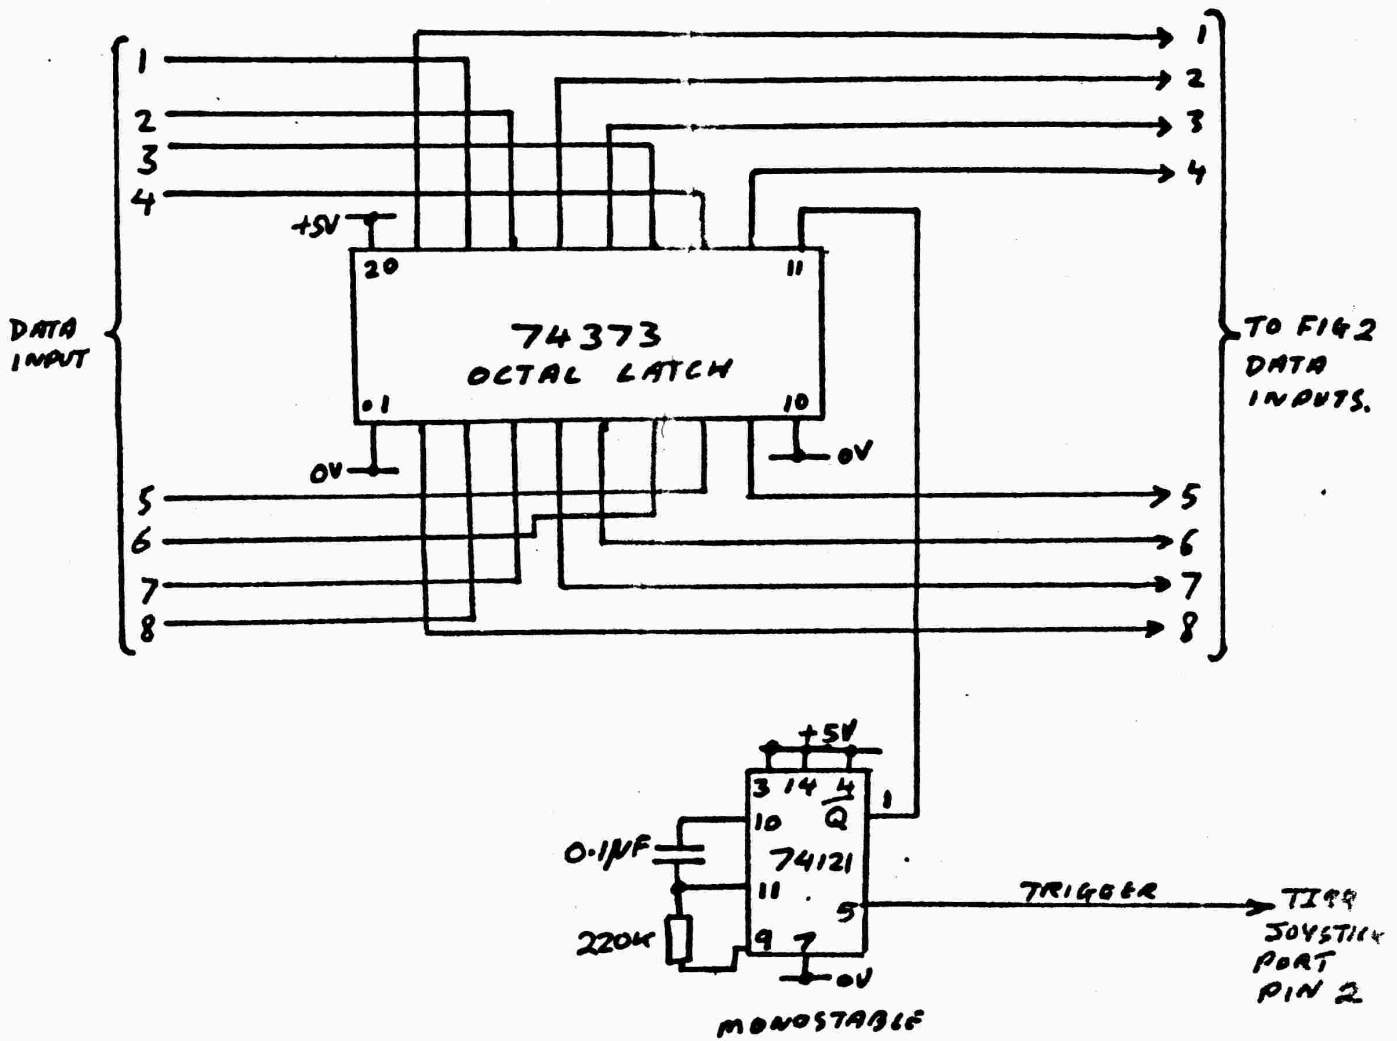 1
2
3
4
+5V
20
11
74373
OCTAL LATCH
01
10
0V
0V
DATA
INPUT
5
6
7
8
1
2
3
4
TO FIG 2
DATA
INPUTS.
5
6
7
8
+5V
3 14 4
Q̅
1
10
0.1µF
74121
11
5
220K
9
7
0V
MONOSTABLE
TRIGGER
TI99
JOYSTICK
PORT
PIN 2